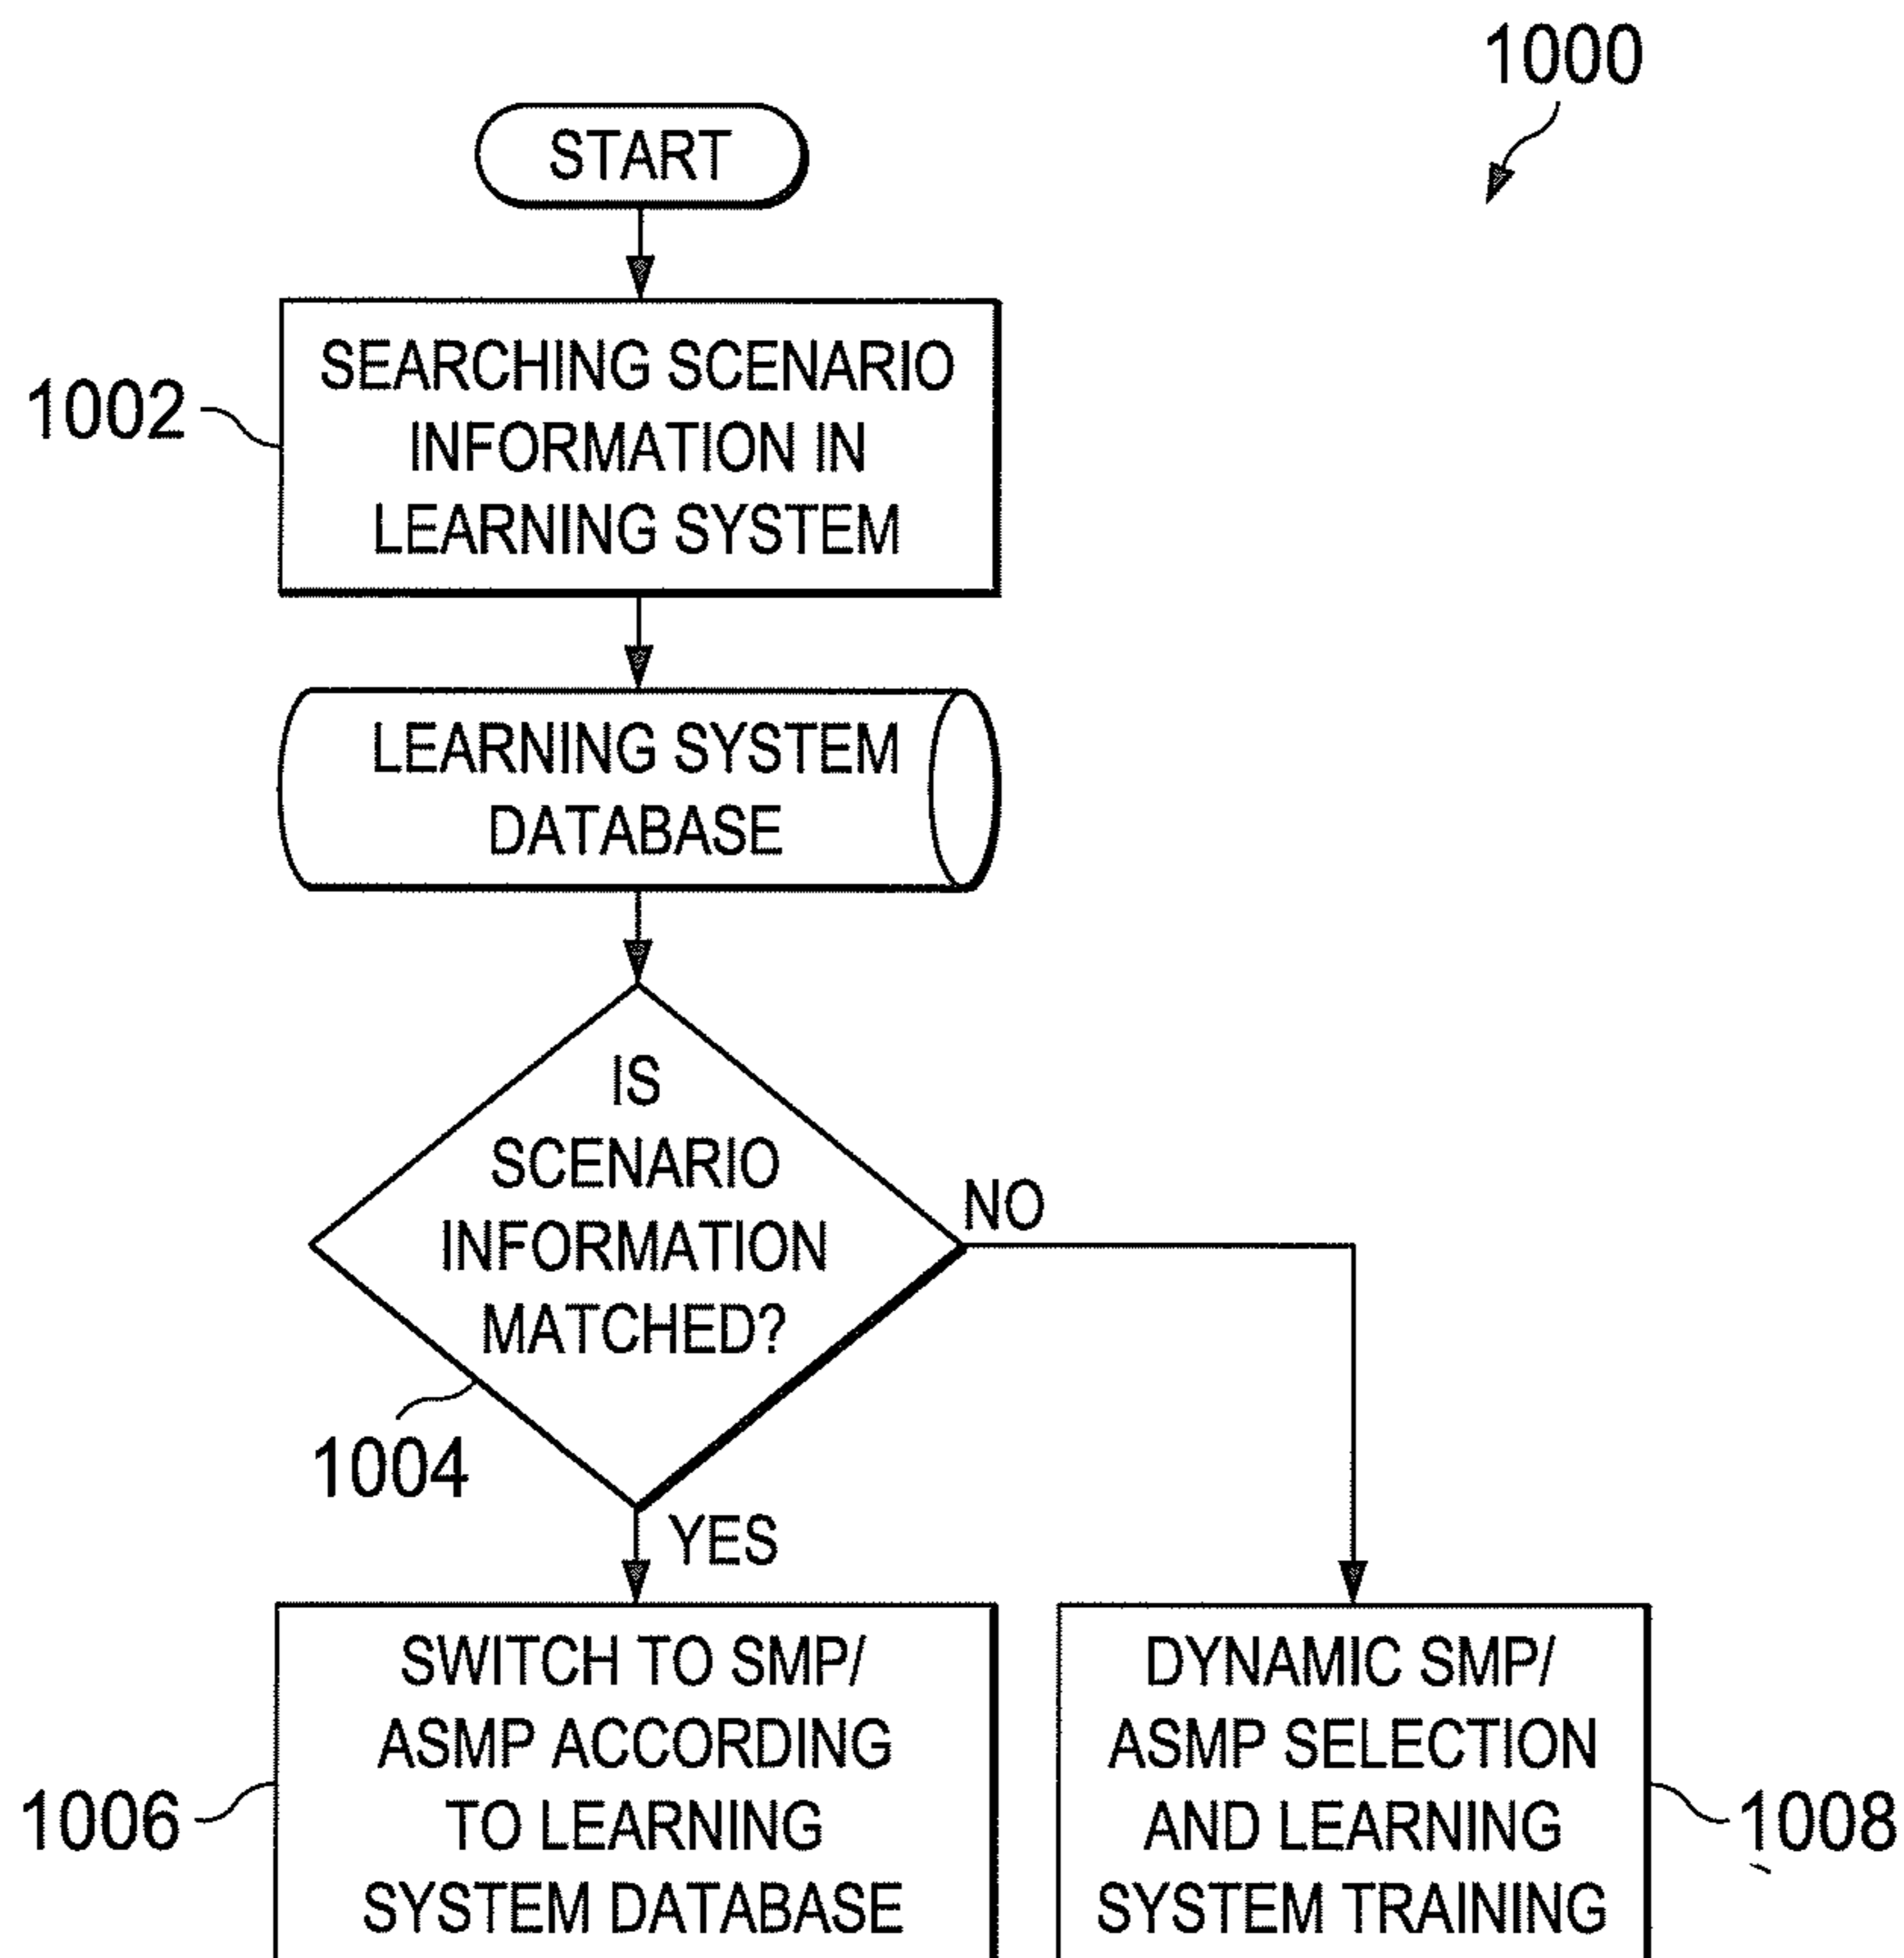 1000
START
1002
SEARCHING SCENARIO
INFORMATION IN
LEARNING SYSTEM
LEARNING SYSTEM
DATABASE
IS
SCENARIO
INFORMATION
MATCHED?
NO
1004
YES
1006
SWITCH TO SMP/
ASMP ACCORDING
TO LEARNING
SYSTEM DATABASE
DYNAMIC SMP/
ASMP SELECTION
AND LEARNING
SYSTEM TRAINING
1008